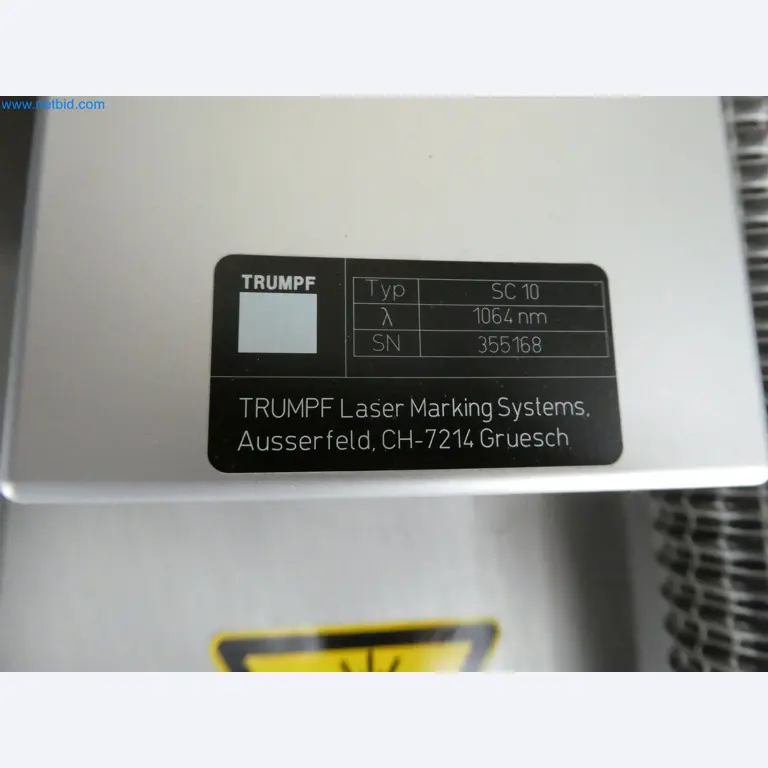 www.netbid.com
TRUMPF
Typ SC 10
λ 1064 nm
SN 355168
TRUMPF Laser Marking Systems,
Ausserfeld, CH-7214 Gruesch